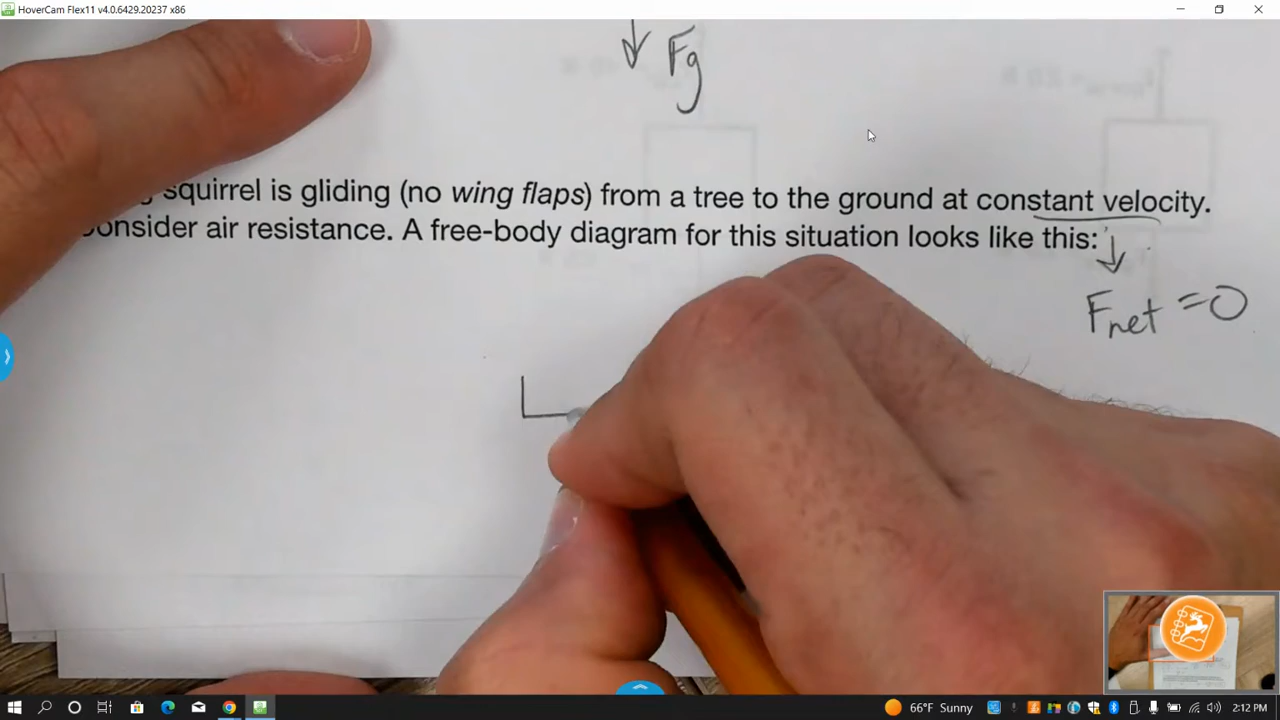 HoverCam Flex11 v4.0.6429.20237 x86
Fg
squirrel is gliding (no wing flaps) from a tree to the ground at constant velocity.
onsider air resistance. A free-body diagram for this situation looks like this:
Fnet = 0
66°F Sunny
2:12 PM